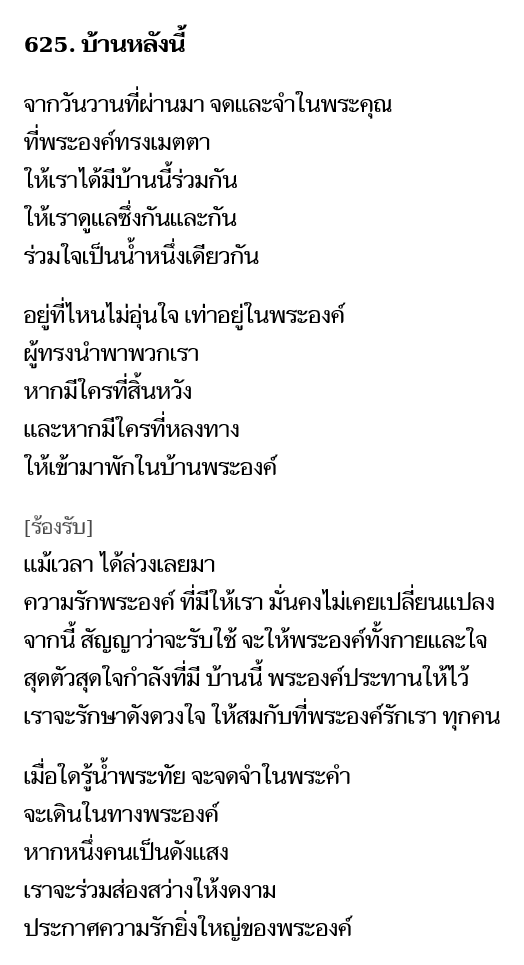 625. บ้านหลังนี้
จากวันวานที่ผ่านมา จดและจำในพระคุณ
ที่พระองค์ทรงเมตตา
ให้เราได้มีบ้านนี้ร่วมกัน
ให้เราดูแลซึ่งกันและกัน
ร่วมใจเป็นน้ำหนึ่งเดียวกัน
อยู่ที่ไหนไม่อุ่นใจ เท่าอยู่ในพระองค์
ผู้ทรงนำพาพวกเรา
หากมีใครที่สิ้นหวัง
และหากมีใครที่หลงทาง
ให้เข้ามาพักในบ้านพระองค์
[ร้องรับ]
แม้เวลา ได้ล่วงเลยมา
ความรักพระองค์ ที่มีให้เรา มั่นคงไม่เคยเปลี่ยนแปลง
จากนี้ สัญญาว่าจะรับใช้ จะให้พระองค์ทั้งกายและใจ
สุดตัวสุดใจกำลังที่มี บ้านนี้ พระองค์ประทานให้ไว้
เราจะรักษาดังดวงใจ ให้สมกับที่พระองค์รักเรา ทุกคน
เมื่อใดรู้น้ำพระทัย จะจดจำในพระคำ
จะเดินในทางพระองค์
หากหนึ่งคนเป็นดังแสง
เราจะร่วมส่องสว่างให้งดงาม
ประกาศความรักยิ่งใหญ่ของพระองค์